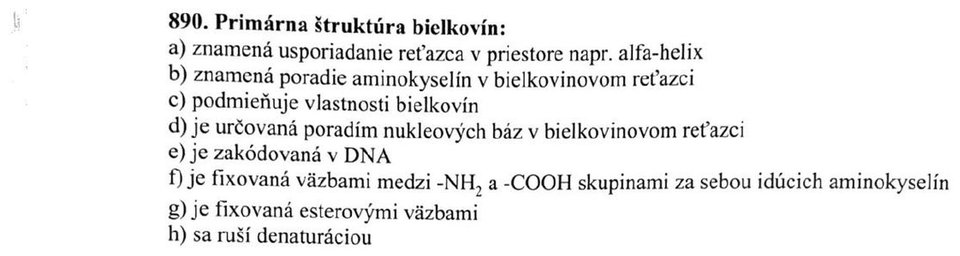 890. Primárna štruktúra bielkovín:
a) znamená usporiadanie reťazca v priestore napr. alfa-helix
b) znamená poradie aminokyselín v bielkovinovom reťazci
c) podmieňuje vlastnosti bielkovín
d) je určovaná poradím nukleových báz v bielkovinovom reťazci
e) je zakódovaná v DNA
f) je fixovaná väzbami medzi -NH₂ a -COOH skupinami za sebou idúcich aminokyselín
g) je fixovaná esterovými väzbami
h) sa ruší denaturáciou